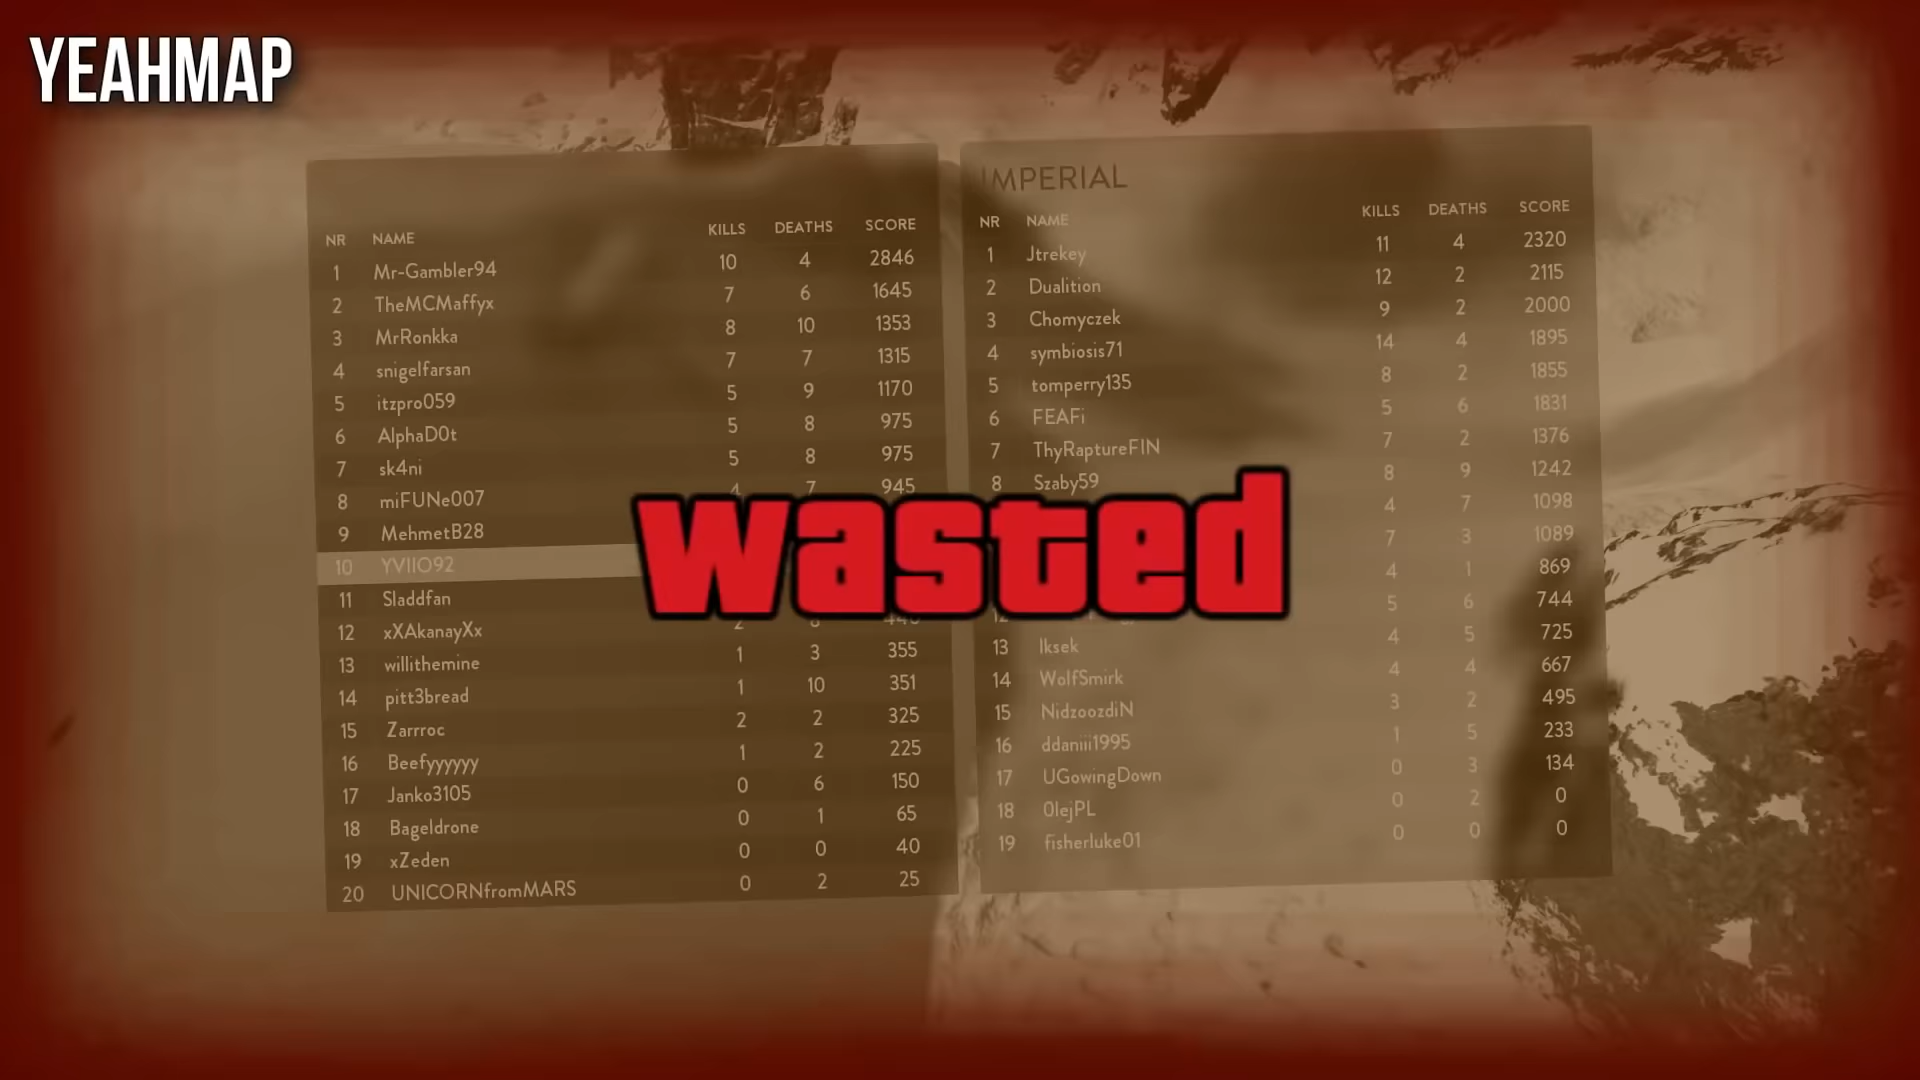 YEAHMAP
NR NAME KILLS DEATHS SCORE
1 Mr-Gambler94 10 4 2846
2 TheMCMaffyx 7 6 1645
3 MrRonkka 8 10 1353
4 snigelfarsan 7 7 1315
5 itzpro059 5 9 1170
6 AlphaD0t 5 8 975
7 sk4ni 5 8 975
8 miFUNe007 4 7 945
9 MehmetB28
10 YVIIO92
11 Sladdfan
12 xXAkanayXx
13 willithemine 1 3 355
14 pitt3bread 1 10 351
15 Zarrroc 2 2 325
16 Beefyyyyyy 1 2 225
17 Janko3105 0 6 150
18 Bageldrone 0 1 65
19 xZeden 0 0 40
20 UNICORNfromMARS 0 2 25
IMPERIAL
NR NAME KILLS DEATHS SCORE
1 Jtrekey 11 4 2320
2 Dualition 12 2 2115
3 Chomyczek 9 2 2000
4 symbiosis71 14 4 1895
5 tomperry135 8 2 1855
6 FEAFi 5 6 1831
7 ThyRaptureFIN 7 2 1376
8 Szaby59 8 9 1242
4 7 1098
7 3 1089
4 1 869
12 5 6 744
13 Iksek 4 5 725
14 WolfSmirk 4 4 667
15 NidzoozdiN 3 2 495
16 ddaniii1995 1 5 233
17 UGowingDown 0 3 134
18 0lejPL 0 2 0
19 fisherluke01 0 0 0
wasted